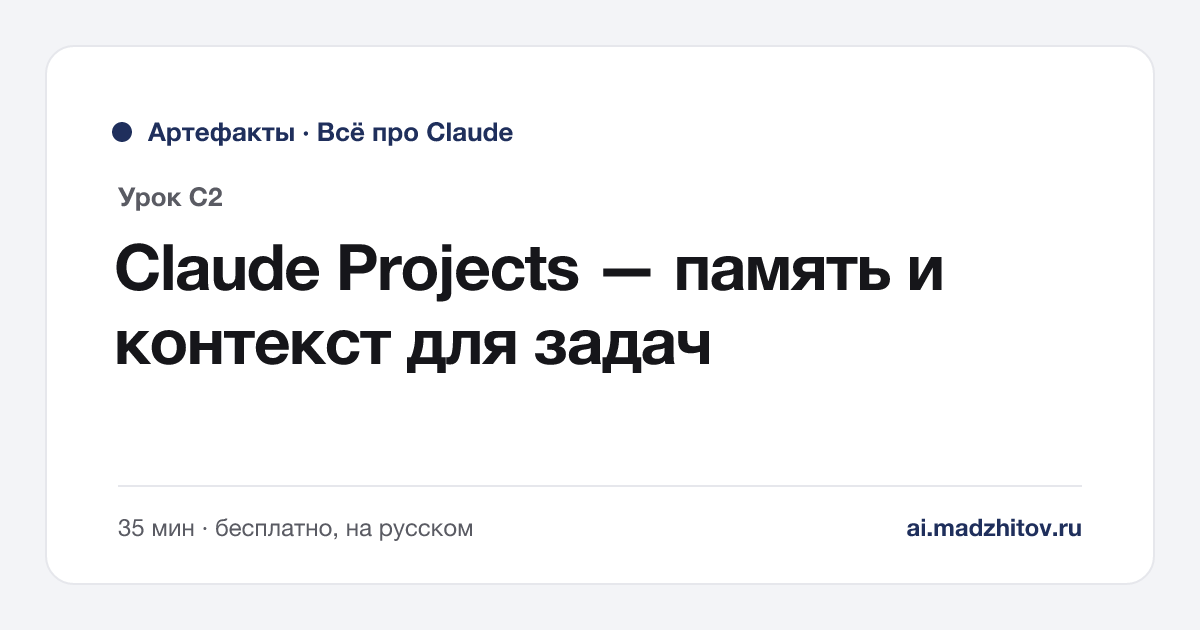 Артефакты · Всё про Claude
Урок C2
Claude Projects — память и
контекст для задач
35 мин · бесплатно, на русском
ai.madzhitov.ru